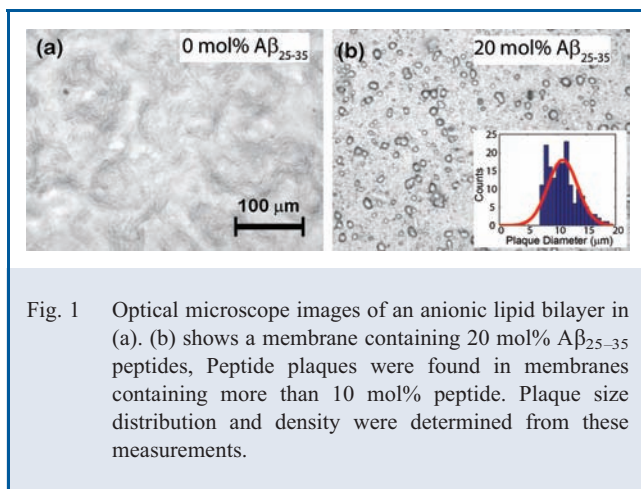 (a)
0 mol% Aβ25-35
100 μm
(b)
20 mol% Aβ25-35
25
20
15
10
5
0
Counts
0 5 10 15 20
Plaque Diameter (μm)
Fig. 1 Optical microscope images of an anionic lipid bilayer in
(a). (b) shows a membrane containing 20 mol% Aβ25–35
peptides, Peptide plaques were found in membranes
containing more than 10 mol% peptide. Plaque size
distribution and density were determined from these
measurements.